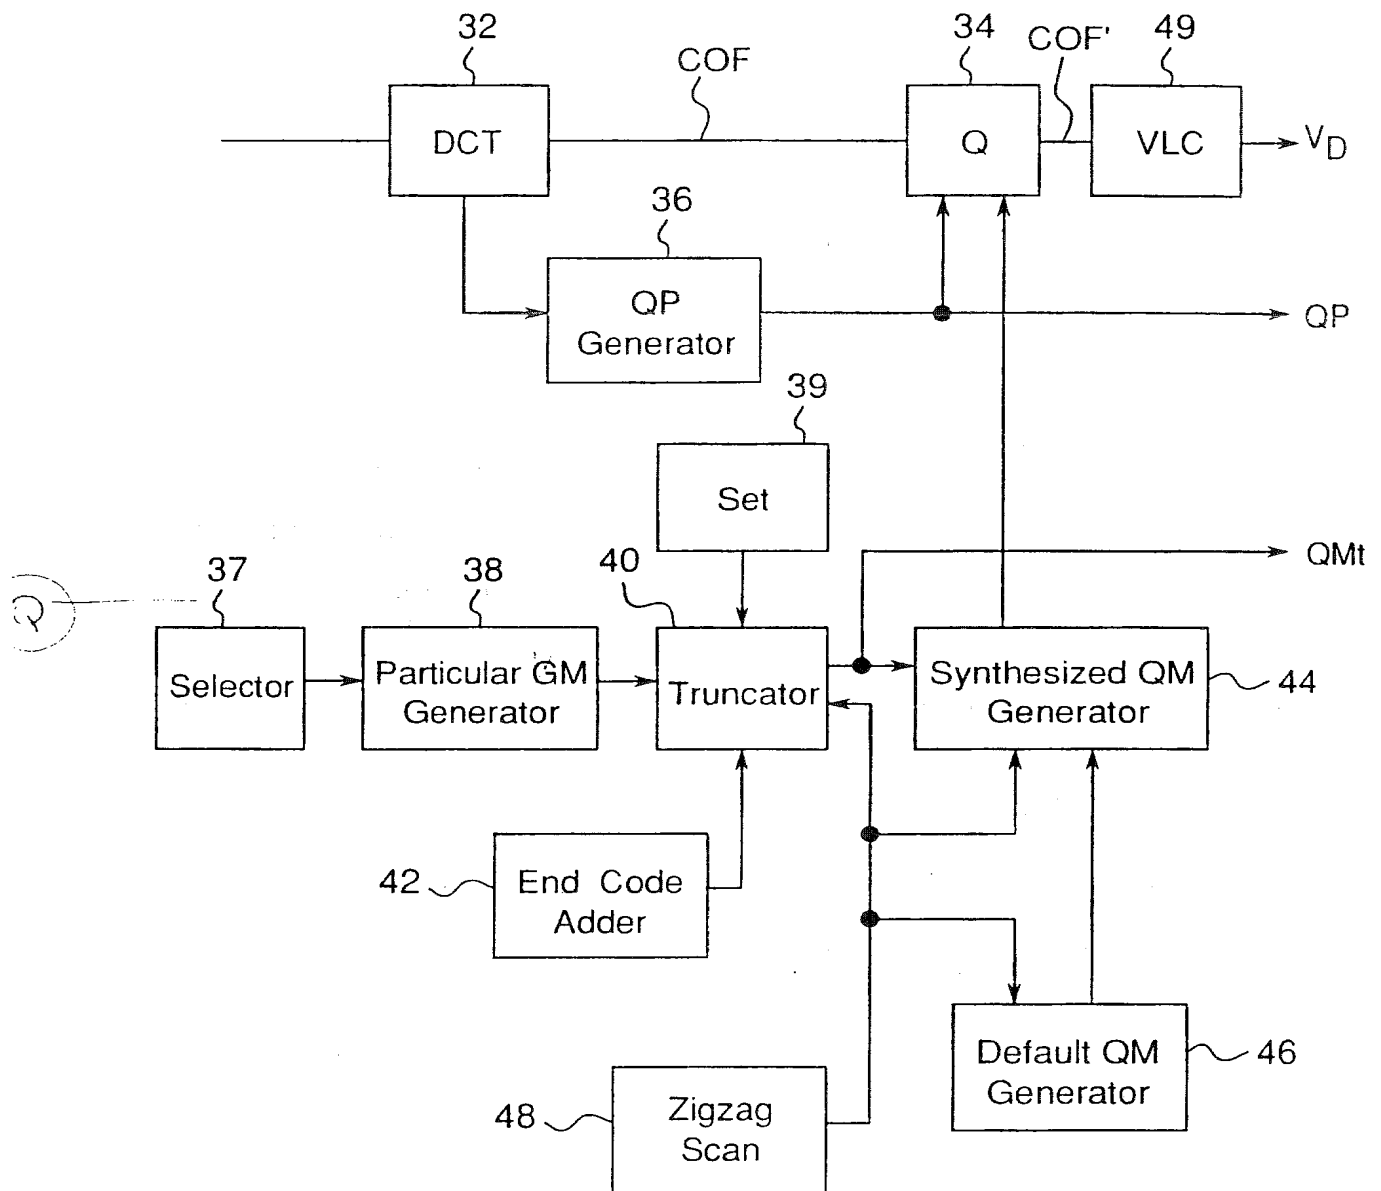 32
COF
34
COF'
49
DCT
Q
VLC
VD
36
QP
Generator
QP
39
Set
QMt
37
38
40
Q
Selector
Particular GM
Generator
Truncator
Synthesized QM
Generator
44
42
End Code
Adder
Default QM
Generator
46
48
Zigzag
Scan